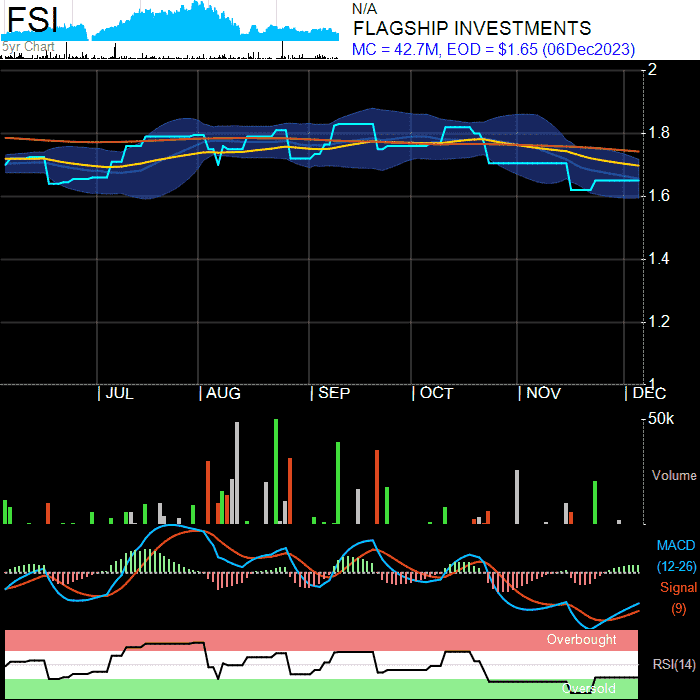 FSI
5yr Chart
N/A
FLAGSHIP INVESTMENTS
MC = 42.7M, EOD = $1.65 (06Dec2023)
2
1.8
1.6
1.4
1.2
1
| JUL | AUG | SEP | OCT | NOV | DEC
50k
Volume
MACD
(12-26)
Signal
(9)
Overbought
RSI(14)
Oversold